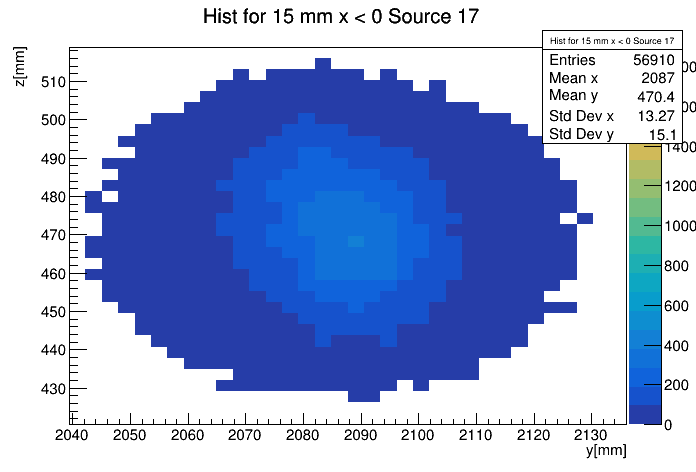 Hist for 15 mm x < 0 Source 17
Hist for 15 mm x < 0 Source 17
Entries 56910
Mean x 2087
Mean y 470.4
Std Dev x 13.27
Std Dev y 15.1
z[mm]
510
500
490
480
470
460
450
440
430
2040 2050 2060 2070 2080 2090 2100 2110 2120 2130
y[mm]
1400
1200
1000
800
600
400
200
0